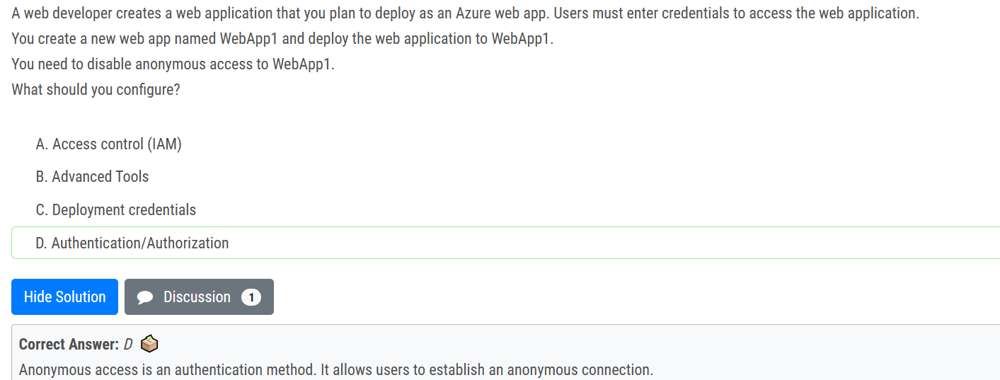 A web developer creates a web application that you plan to deploy as an Azure web app. Users must enter credentials to access the web application.
You create a new web app named WebApp1 and deploy the web application to WebApp1.
You need to disable anonymous access to WebApp1.
What should you configure?
A. Access control (IAM)
B. Advanced Tools
C. Deployment credentials
D. Authentication/Authorization
Hide Solution Discussion 1
Correct Answer: D
Anonymous access is an authentication method. It allows users to establish an anonymous connection.